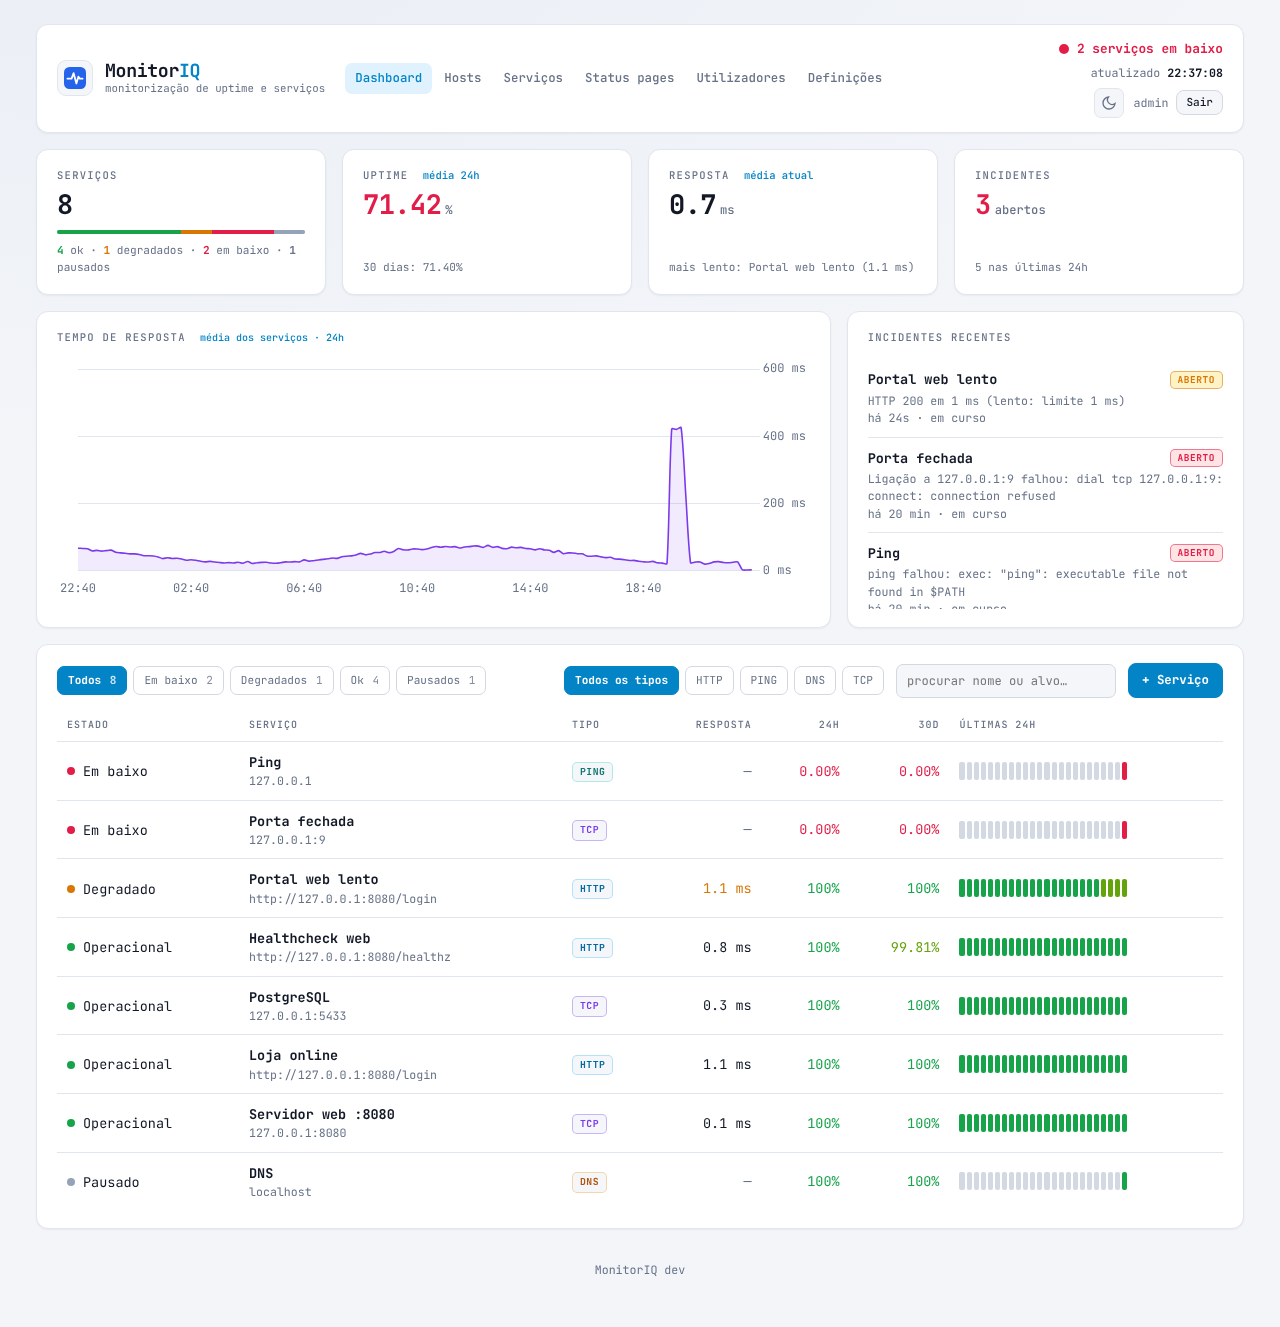 MonitorIQ
monitorização de uptime e serviços
Dashboard Hosts Serviços Status pages Utilizadores Definições
2 serviços em baixo
atualizado 22:37:08
admin Sair
SERVIÇOS
8
4 ok · 1 degradados · 2 em baixo · 1
pausados
UPTIME média 24h
71.42 %
30 dias: 71.40%
RESPOSTA média atual
0.7 ms
mais lento: Portal web lento (1.1 ms)
INCIDENTES
3 abertos
5 nas últimas 24h
TEMPO DE RESPOSTA média dos serviços · 24h
600 ms
400 ms
200 ms
0 ms
22:40 02:40 06:40 10:40 14:40 18:40
INCIDENTES RECENTES
Portal web lento ABERTO
HTTP 200 em 1 ms (lento: limite 1 ms)
há 24s · em curso
Porta fechada ABERTO
Ligação a 127.0.0.1:9 falhou: dial tcp 127.0.0.1:9:
connect: connection refused
há 20 min · em curso
Ping ABERTO
ping falhou: exec: "ping": executable file not
found in $PATH
há 20 min · em curso
Todos 8 Em baixo 2 Degradados 1 Ok 4 Pausados 1
Todos os tipos HTTP PING DNS TCP procurar nome ou alvo… + Serviço
ESTADO SERVIÇO TIPO RESPOSTA 24H 30D ÚLTIMAS 24H
Em baixo Ping PING — 0.00% 0.00%
127.0.0.1
Em baixo Porta fechada TCP — 0.00% 0.00%
127.0.0.1:9
Degradado Portal web lento HTTP 1.1 ms 100% 100%
http://127.0.0.1:8080/login
Operacional Healthcheck web HTTP 0.8 ms 100% 99.81%
http://127.0.0.1:8080/healthz
Operacional PostgreSQL TCP 0.3 ms 100% 100%
127.0.0.1:5433
Operacional Loja online HTTP 1.1 ms 100% 100%
http://127.0.0.1:8080/login
Operacional Servidor web :8080 TCP 0.1 ms 100% 100%
127.0.0.1:8080
Pausado DNS DNS — 100% 100%
localhost
MonitorIQ dev